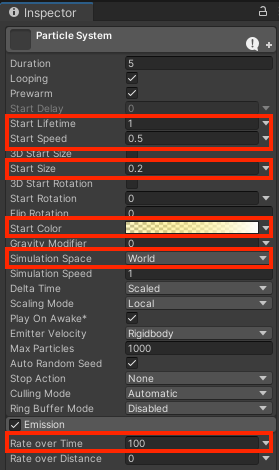 Inspector
Particle System
Duration 5
Looping
Prewarm
Start Delay 0
Start Lifetime 1
Start Speed 0.5
3D Start Size
Start Size 0.2
3D Start Rotation
Start Rotation 0
Flip Rotation 0
Start Color
Gravity Modifier 0
Simulation Space World
Simulation Speed 1
Delta Time Scaled
Scaling Mode Local
Play On Awake*
Emitter Velocity Rigidbody
Max Particles 1000
Auto Random Seed
Stop Action None
Culling Mode Automatic
Ring Buffer Mode Disabled
Emission
Rate over Time 100
Rate over Distance 0